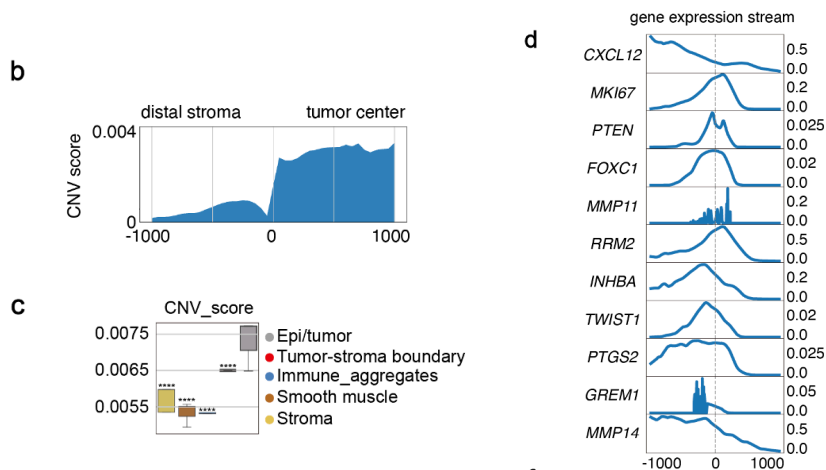 b
distal stroma tumor center
CNV score
0.004
0
-1000 0 1000
c
CNV_score
0.0075
0.0065
0.0055
****
****
****
****
Epi/tumor
Tumor-stroma boundary
Immune_aggregates
Smooth muscle
Stroma
d
gene expression stream
CXCL12 0.5 0.0
MKI67 0.2 0.0
PTEN 0.025 0.0
FOXC1 0.02 0.0
MMP11 0.2 0.0
RRM2 0.5 0.0
INHBA 0.2 0.0
TWIST1 0.02 0.0
PTGS2 0.025 0.0
GREM1 0.05 0.0
MMP14 0.5 0.0
-1000 0 1000